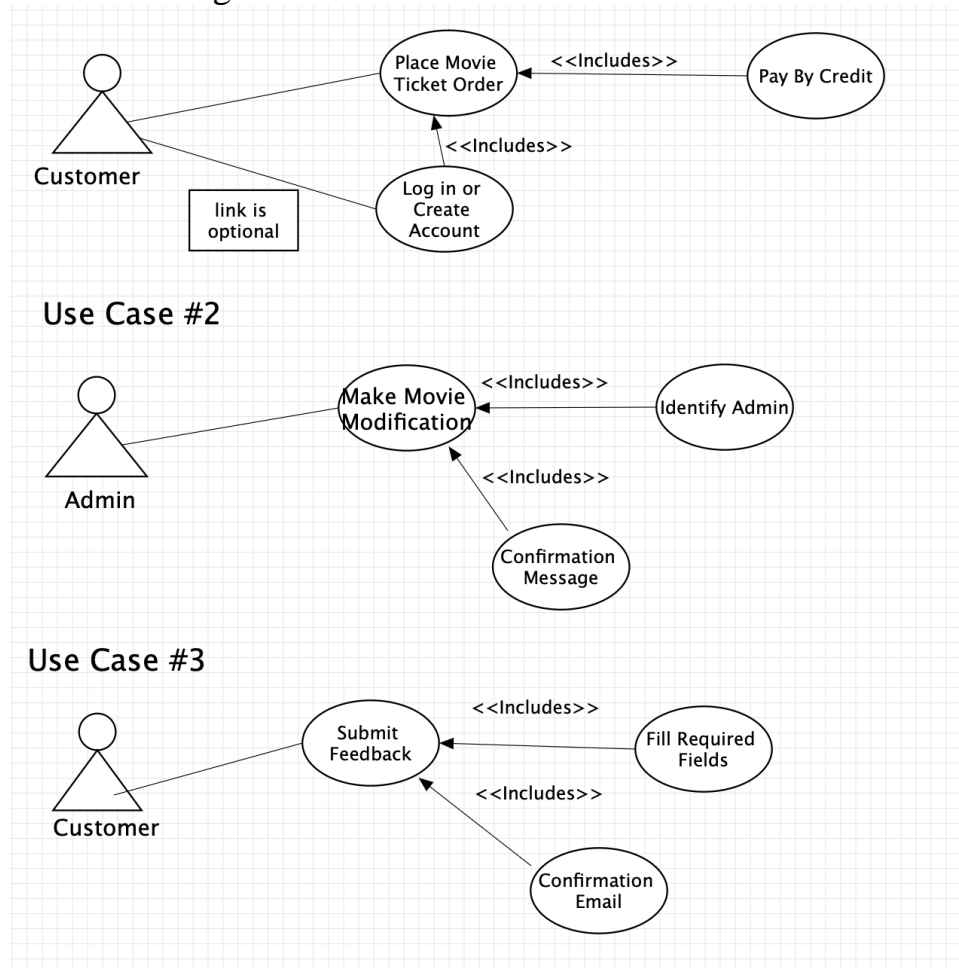 Place Movie
Ticket Order
<<Includes>>
Pay By Credit
<<Includes>>
Customer
link is
optional
Log in or
Create
Account
Use Case #2
Make Movie
Modification
<<Includes>>
Identify Admin
<<Includes>>
Admin
Confirmation
Message
Use Case #3
<<Includes>>
Submit
Feedback
Fill Required
Fields
<<Includes>>
Customer
Confirmation
Email